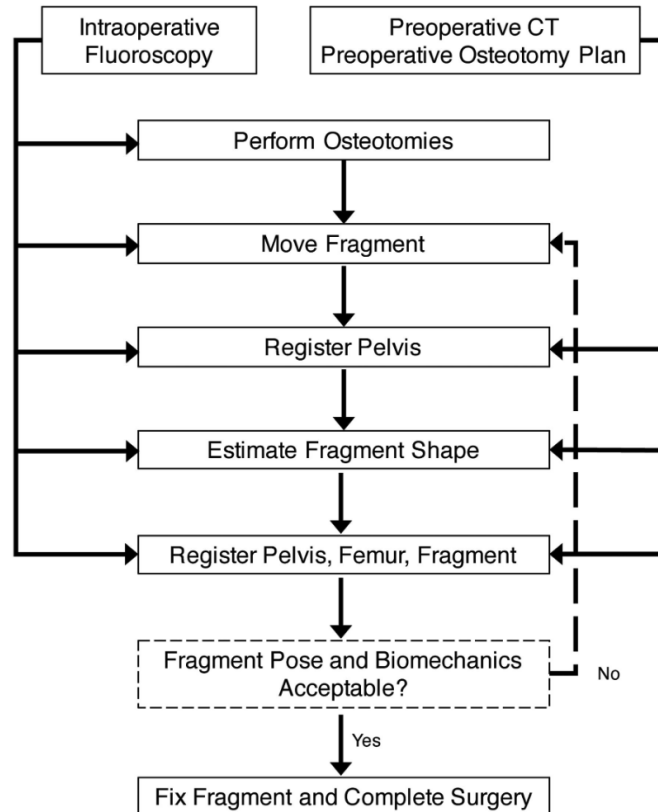 Intraoperative
Fluoroscopy
Preoperative CT
Preoperative Osteotomy Plan
Perform Osteotomies
Move Fragment
Register Pelvis
Estimate Fragment Shape
Register Pelvis, Femur, Fragment
Fragment Pose and Biomechanics
Acceptable?
No
Yes
Fix Fragment and Complete Surgery